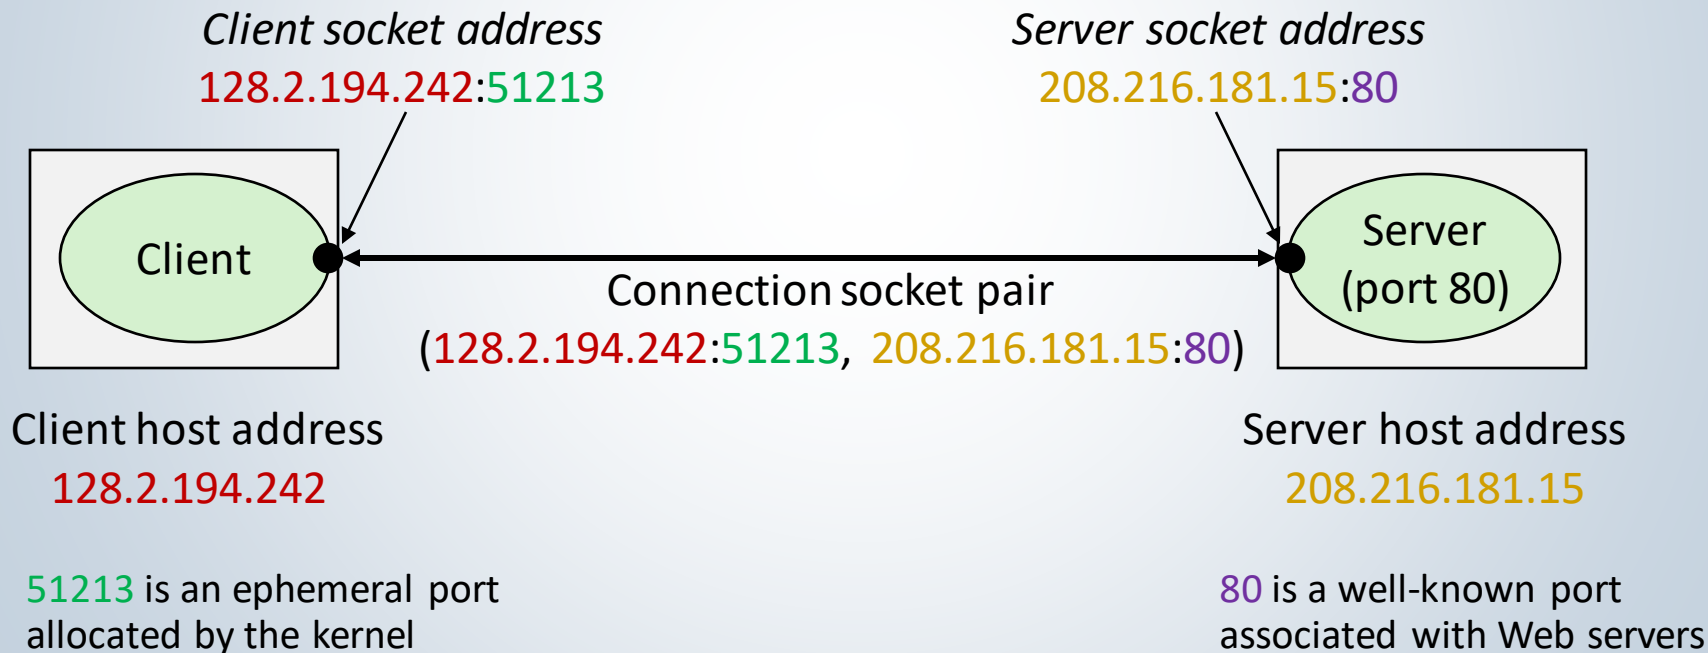 Client socket address
128.2.194.242:51213
Server socket address
208.216.181.15:80
Client
Server
(port 80)
Connection socket pair
(128.2.194.242:51213, 208.216.181.15:80)
Client host address
128.2.194.242
Server host address
208.216.181.15
51213 is an ephemeral port
allocated by the kernel
80 is a well-known port
associated with Web servers